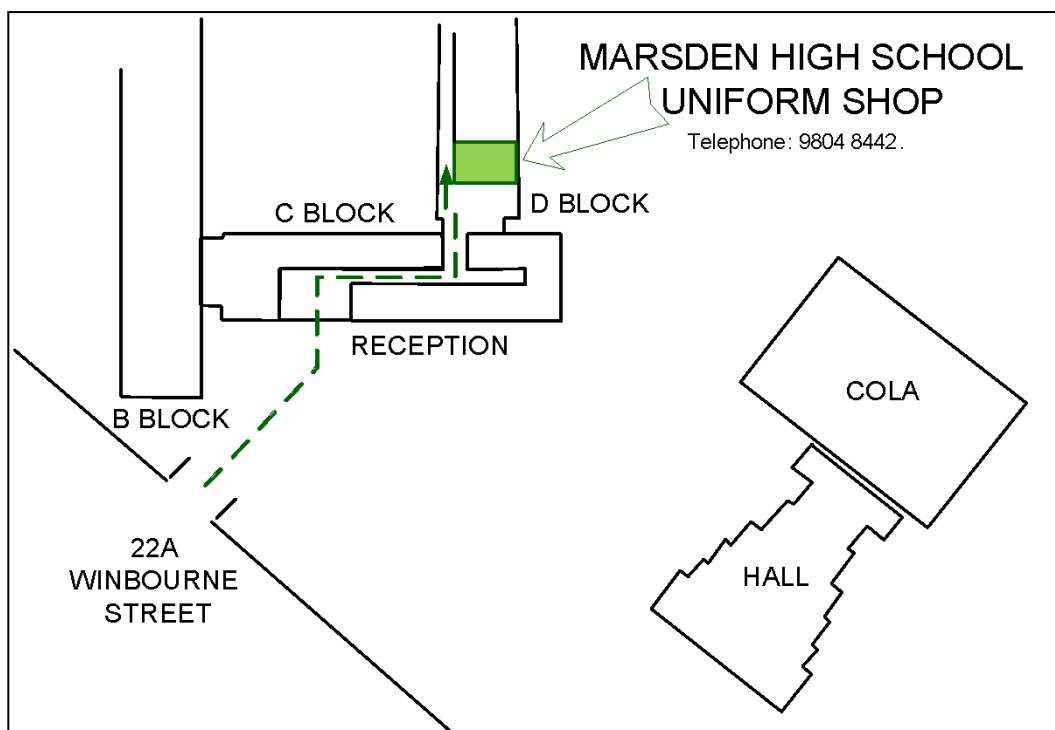 MARSDEN HIGH SCHOOL
UNIFORM SHOP
Telephone: 9804 8442.
C BLOCK
D BLOCK
RECEPTION
B BLOCK
COLA
22A
WINBOURNE
STREET
HALL